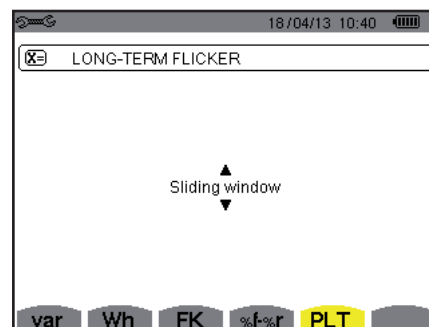 18/04/13 10:40
X= LONG-TERM FLICKER
Sliding window
var Wh FK %f-%r PLT